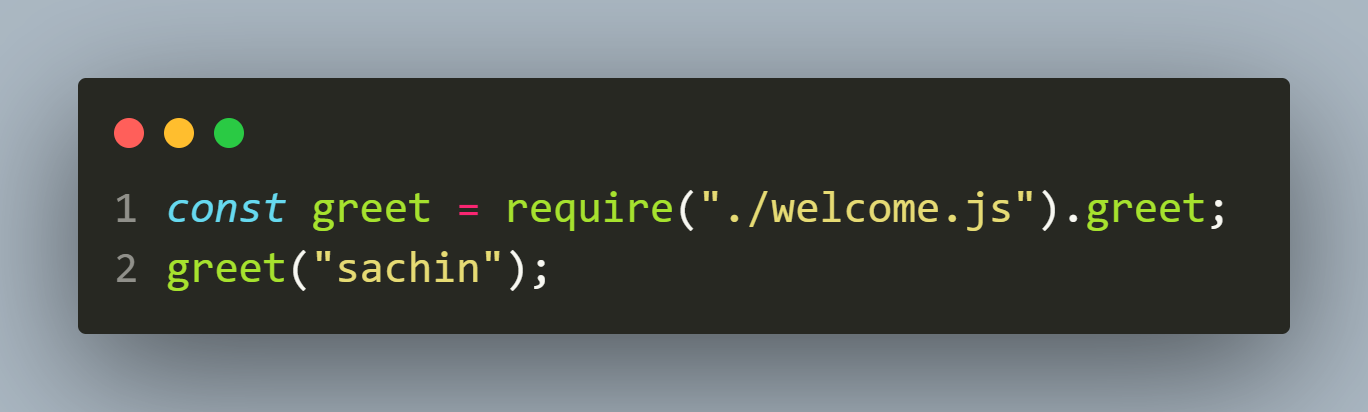 1 const greet = require("./welcome.js").greet;
2 greet("sachin");